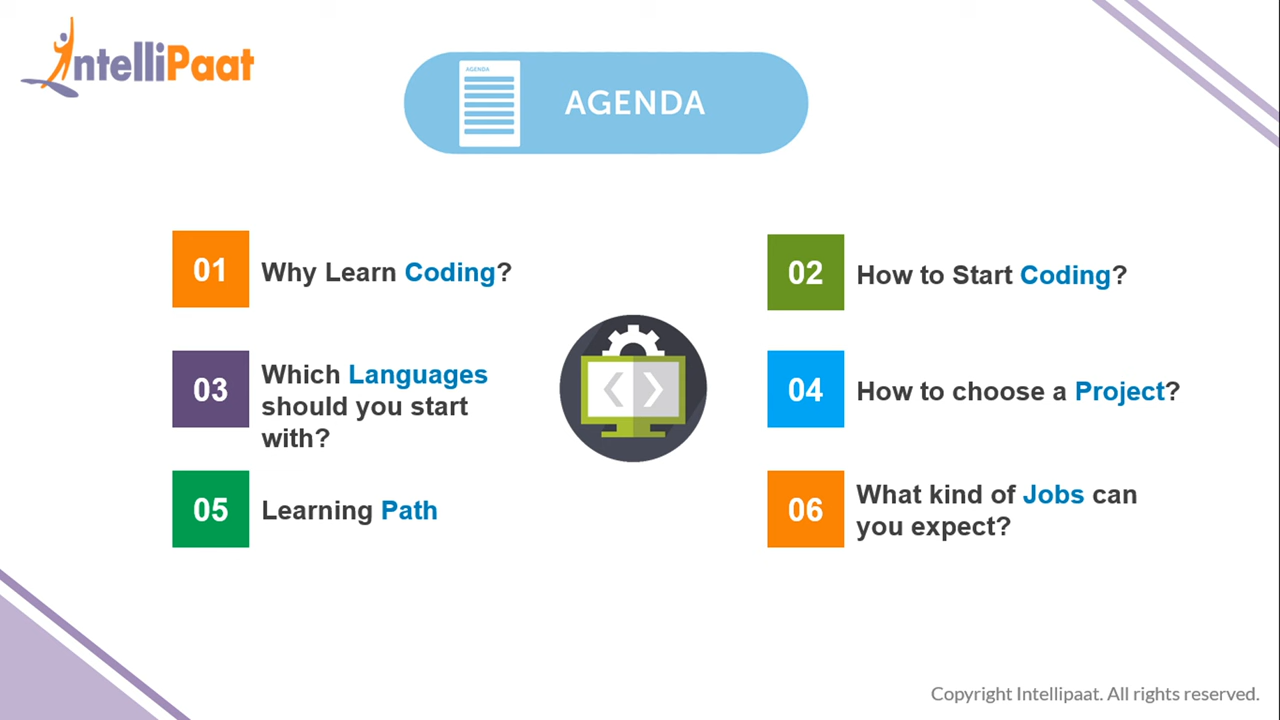 IntelliPaat
AGENDA
AGENDA
01
Why Learn Coding?
02
How to Start Coding?
03
Which Languages
should you start
with?
04
How to choose a Project?
05
Learning Path
06
What kind of Jobs can
you expect?
Copyright Intellipaat. All rights reserved.